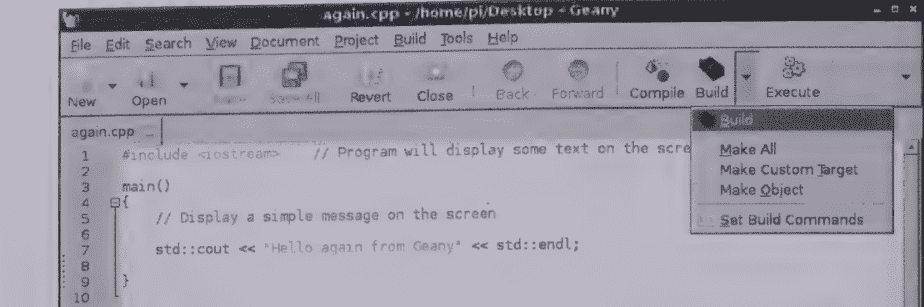 again.cpp - /home/pi/Desktop - Geany
File Edit Search View Document Project Build Tools Help
New Open Save Save All Revert Close Back Forward Compile Build Execute
again.cpp
Build
Make All
Make Custom Target
Make Object
Set Build Commands
1 #include <iostream> // Program will display some text on the scre
2
3 main()
4 {
5 // Display a simple message on the screen
6
7 std::cout << "Hello again from Geany" << std::endl;
8
9 }
10